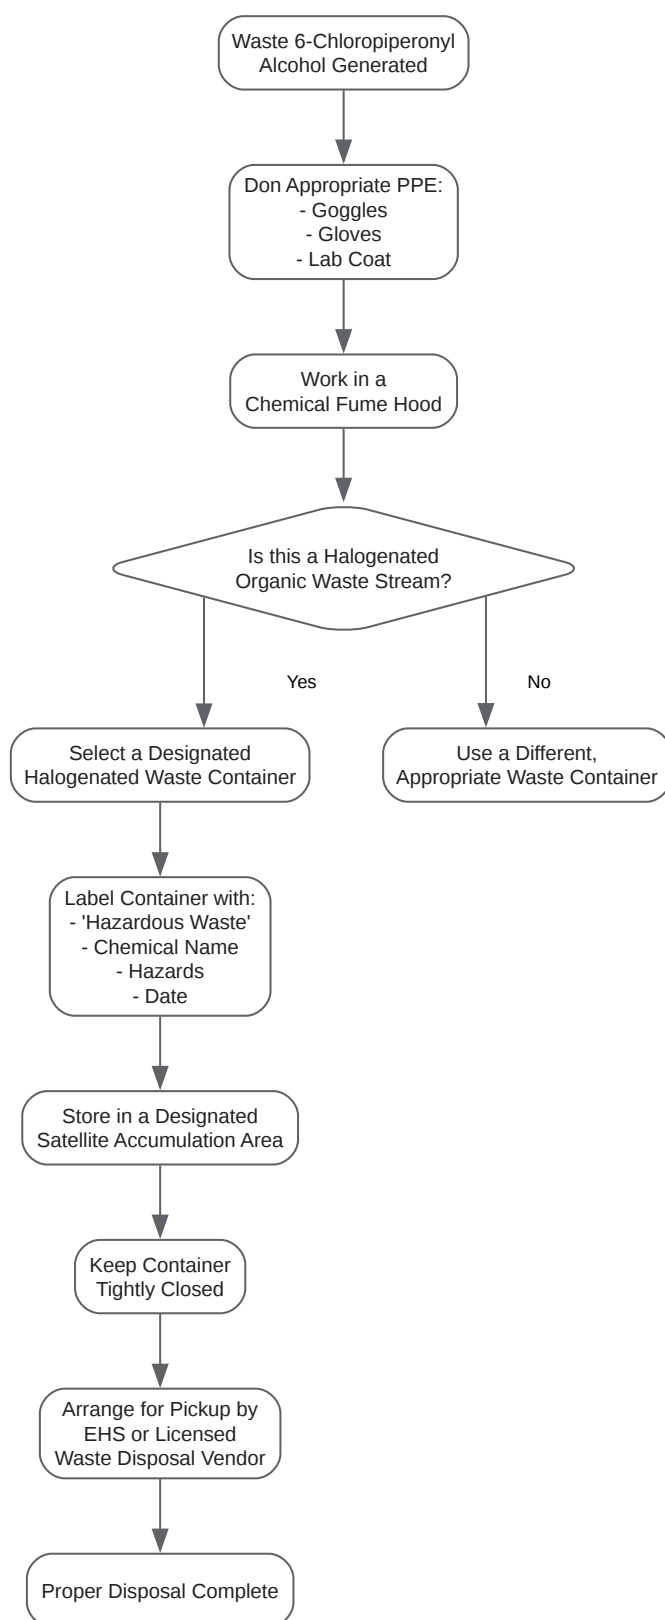 Waste 6-Chloropiperonyl
Alcohol Generated
Don Appropriate PPE:
- Goggles
- Gloves
- Lab Coat
Work in a
Chemical Fume Hood
Is this a Halogenated
Organic Waste Stream?
Yes
No
Select a Designated
Halogenated Waste Container
Use a Different,
Appropriate Waste Container
Label Container with:
- 'Hazardous Waste'
- Chemical Name
- Hazards
- Date
Store in a Designated
Satellite Accumulation Area
Keep Container
Tightly Closed
Arrange for Pickup by
EHS or Licensed
Waste Disposal Vendor
Proper Disposal Complete